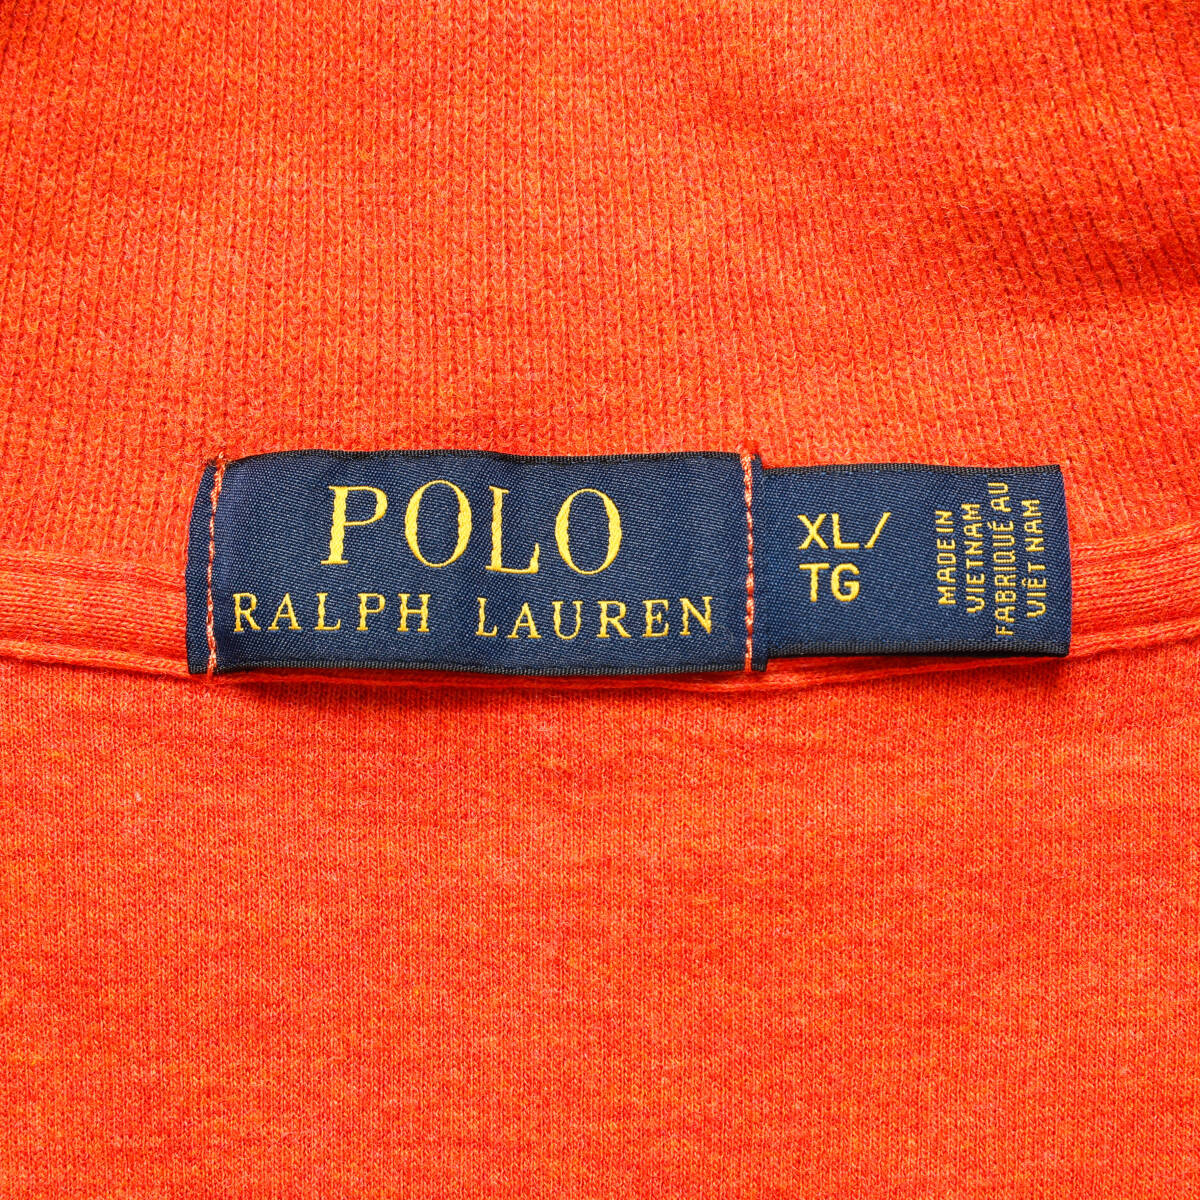 POLO
RALPH LAUREN
XL/
TG
MADE IN
VIETNAM
FABRIQUÉ AU
VIÊT NAM